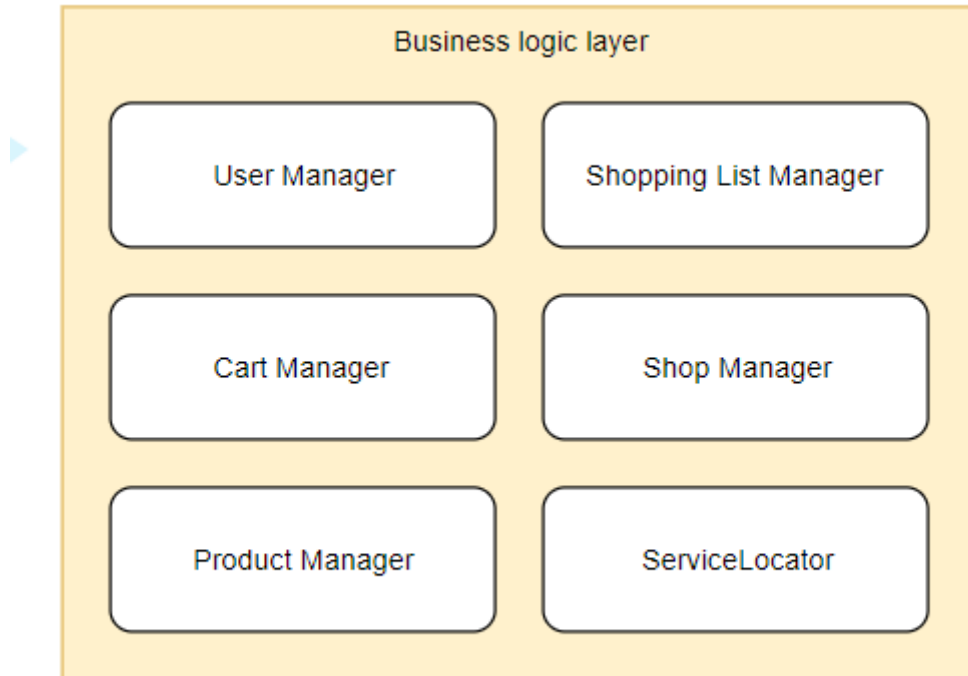 Business logic layer
User Manager
Shopping List Manager
Cart Manager
Shop Manager
Product Manager
ServiceLocator